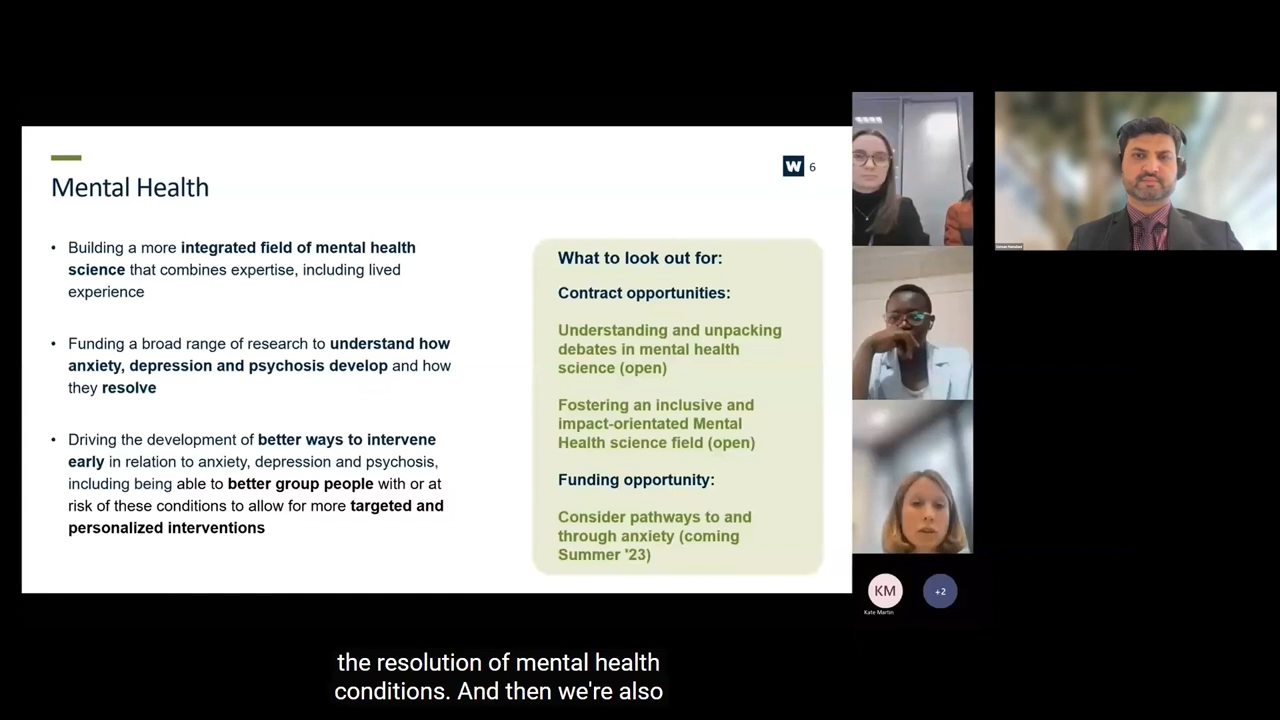 W 6
Mental Health
• Building a more integrated field of mental health
science that combines expertise, including lived
experience
• Funding a broad range of research to understand how
anxiety, depression and psychosis develop and how
they resolve
• Driving the development of better ways to intervene
early in relation to anxiety, depression and psychosis,
including being able to better group people with or at
risk of these conditions to allow for more targeted and
personalized interventions
What to look out for:
Contract opportunities:
Understanding and unpacking
debates in mental health
science (open)
Fostering an inclusive and
impact-orientated Mental
Health science field (open)
Funding opportunity:
Consider pathways to and
through anxiety (coming
Summer '23)
KM
Kate Martin
+2
the resolution of mental health
conditions. And then we're also